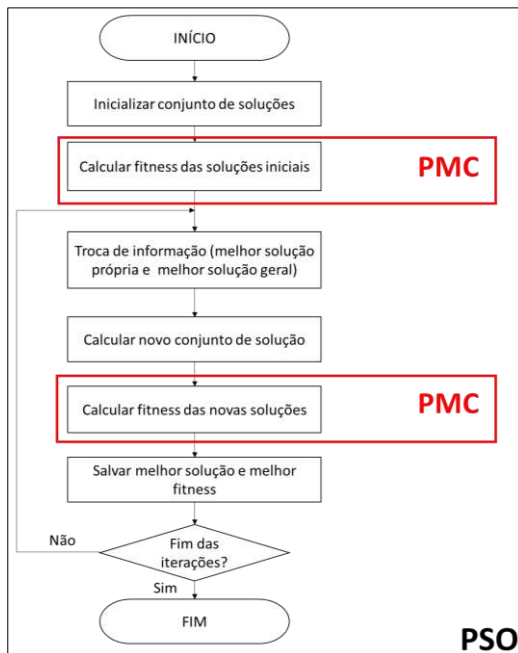 INÍCIO
Inicializar conjunto de soluções
Calcular fitness das soluções iniciais
PMC
Troca de informação (melhor solução
própria e melhor solução geral)
Calcular novo conjunto de solução
Calcular fitness das novas soluções
PMC
Salvar melhor solução e melhor
fitness
Não
Fim das
iterações?
Sim
FIM
PSO